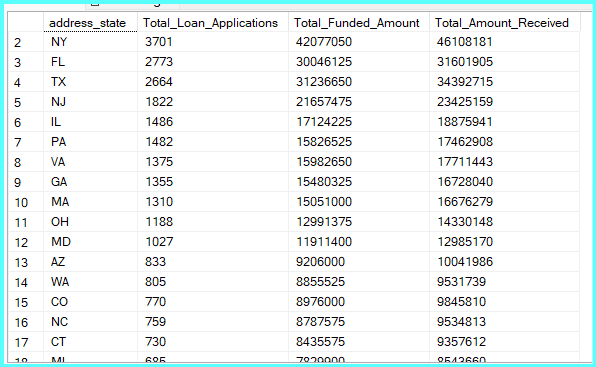 address_state Total_Loan_Applications Total_Funded_Amount Total_Amount_Received
2 NY 3701 42077050 46108181
3 FL 2773 30046125 31601905
4 TX 2664 31236650 34392715
5 NJ 1822 21657475 23425159
6 IL 1486 17124225 18875941
7 PA 1482 15826525 17462908
8 VA 1375 15982650 17711443
9 GA 1355 15480325 16728040
10 MA 1310 15051000 16676279
11 OH 1188 12991375 14330148
12 MD 1027 11911400 12985170
13 AZ 833 9206000 10041986
14 WA 805 8855525 9531739
15 CO 770 8976000 9845810
16 NC 759 8787575 9534813
17 CT 730 8435575 9357612
18 MI 685 7829900 8543660